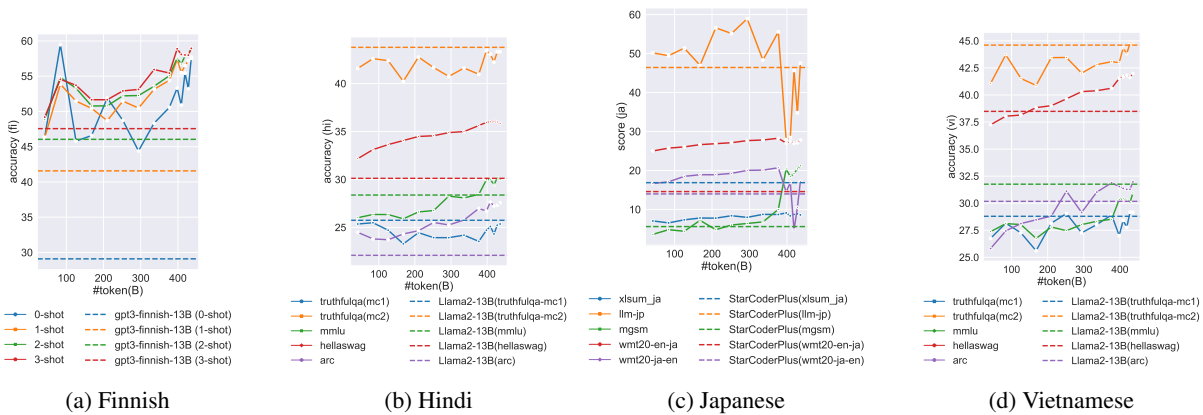 60
55
50
45
40
35
30
accuracy (fi)
0 100 200 300 400
#token(B)
0-shot
1-shot
2-shot
3-shot
gpt3-finnish-13B (0-shot)
gpt3-finnish-13B (1-shot)
gpt3-finnish-13B (2-shot)
gpt3-finnish-13B (3-shot)
(a) Finnish
40
35
30
25
accuracy (hi)
100 200 300 400
#token(B)
truthfulqa(mc1)
truthfulqa(mc2)
mmlu
hellaswag
arc
Llama2-13B(truthfulqa-mc1)
Llama2-13B(truthfulqa-mc2)
Llama2-13B(mmlu)
Llama2-13B(hellaswag)
Llama2-13B(arc)
(b) Hindi
60
50
40
30
20
10
score (ja)
0 100 200 300 400
#token(B)
xlsum_ja
llm-jp
mgsm
wmt20-en-ja
wmt20-ja-en
StarCoderPlus(xlsum_ja)
StarCoderPlus(llm-jp)
StarCoderPlus(mgsm)
StarCoderPlus(wmt20-en-ja)
StarCoderPlus(wmt20-ja-en)
(c) Japanese
45.0
42.5
40.0
37.5
35.0
32.5
30.0
27.5
25.0
accuracy (vi)
0 100 200 300 400
#token(B)
truthfulqa(mc1)
truthfulqa(mc2)
mmlu
hellaswag
arc
Llama2-13B(truthfulqa-mc1)
Llama2-13B(truthfulqa-mc2)
Llama2-13B(mmlu)
Llama2-13B(hellaswag)
Llama2-13B(arc)
(d) Vietnamese